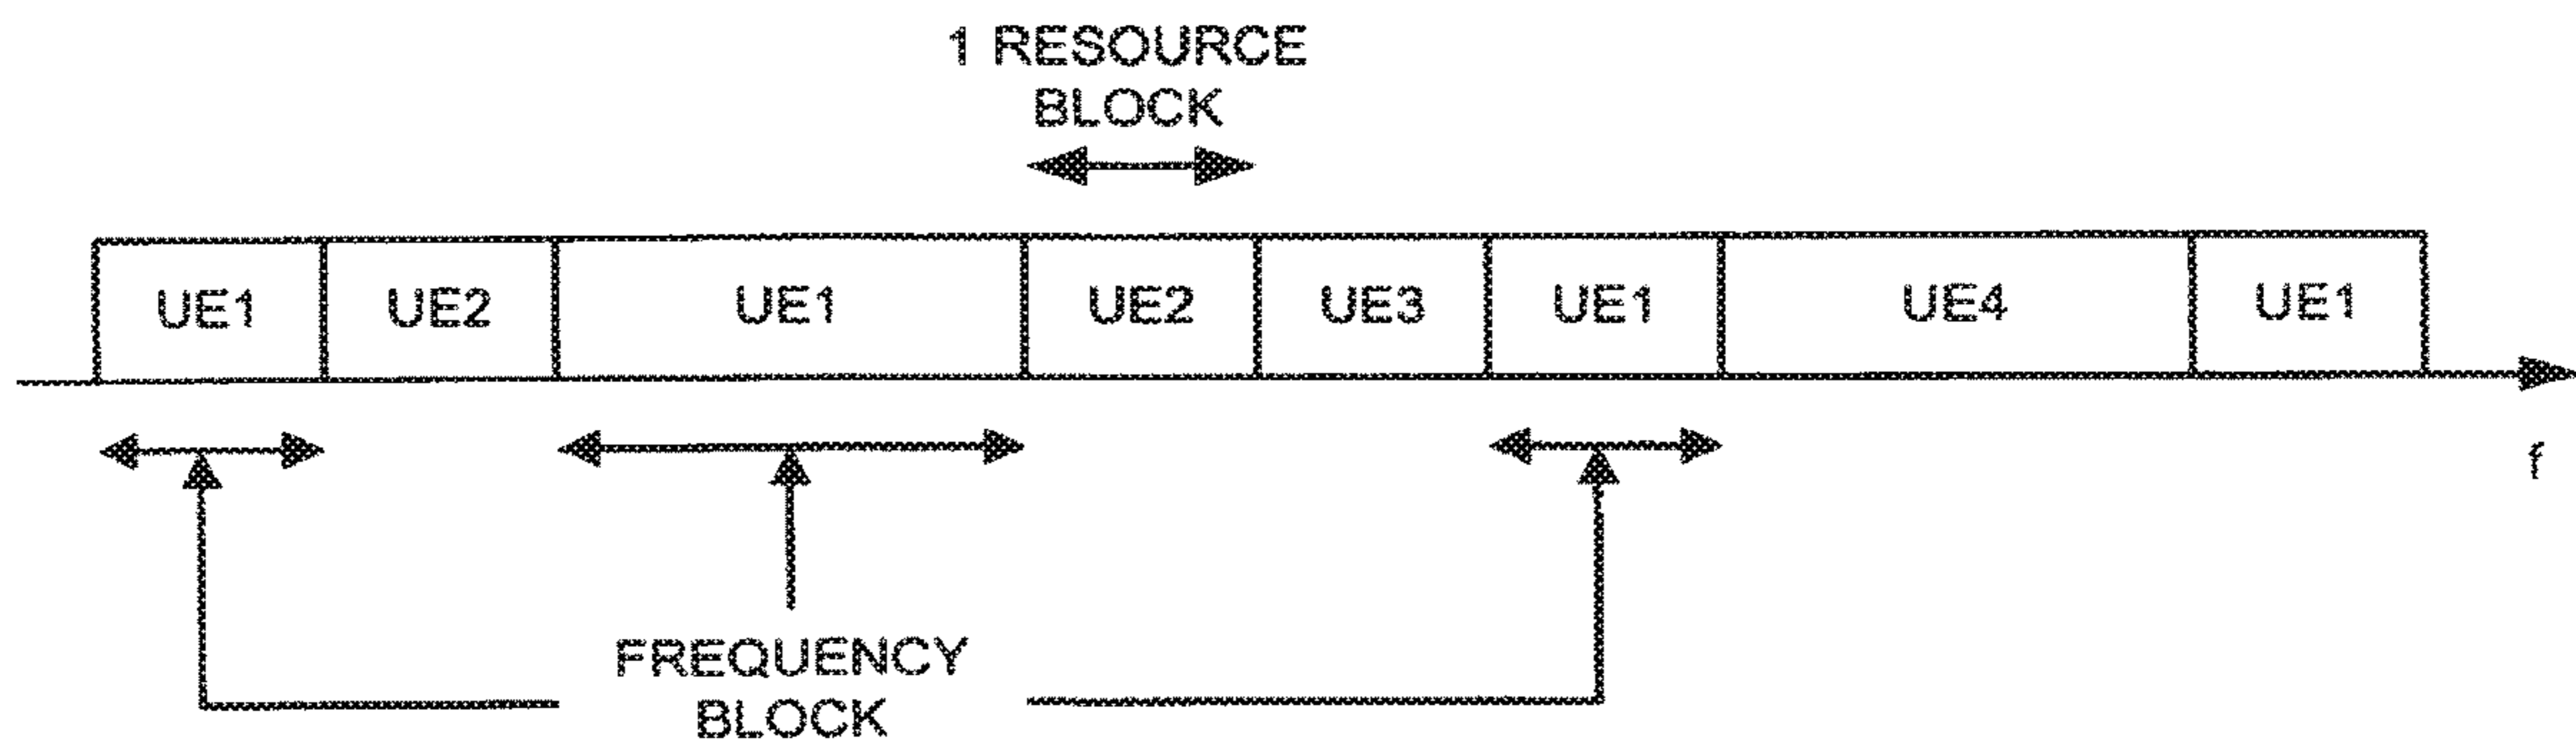 1 RESOURCE
BLOCK
UE1 UE2 UE1 UE2 UE3 UE1 UE4 UE1
f
FREQUENCY
BLOCK